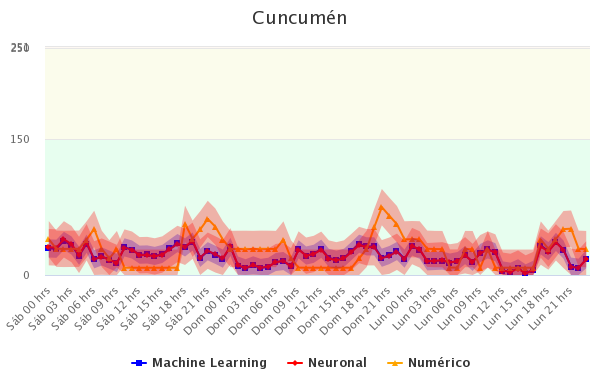 Cuncumén
250
150
0
Sáb 00 hrs
Sáb 03 hrs
Sáb 06 hrs
Sáb 09 hrs
Sáb 12 hrs
Sáb 15 hrs
Sáb 18 hrs
Sáb 21 hrs
Dom 00 hrs
Dom 03 hrs
Dom 06 hrs
Dom 09 hrs
Dom 12 hrs
Dom 15 hrs
Dom 18 hrs
Dom 21 hrs
Lun 00 hrs
Lun 03 hrs
Lun 06 hrs
Lun 09 hrs
Lun 12 hrs
Lun 15 hrs
Lun 18 hrs
Lun 21 hrs
Machine Learning Neuronal Numérico